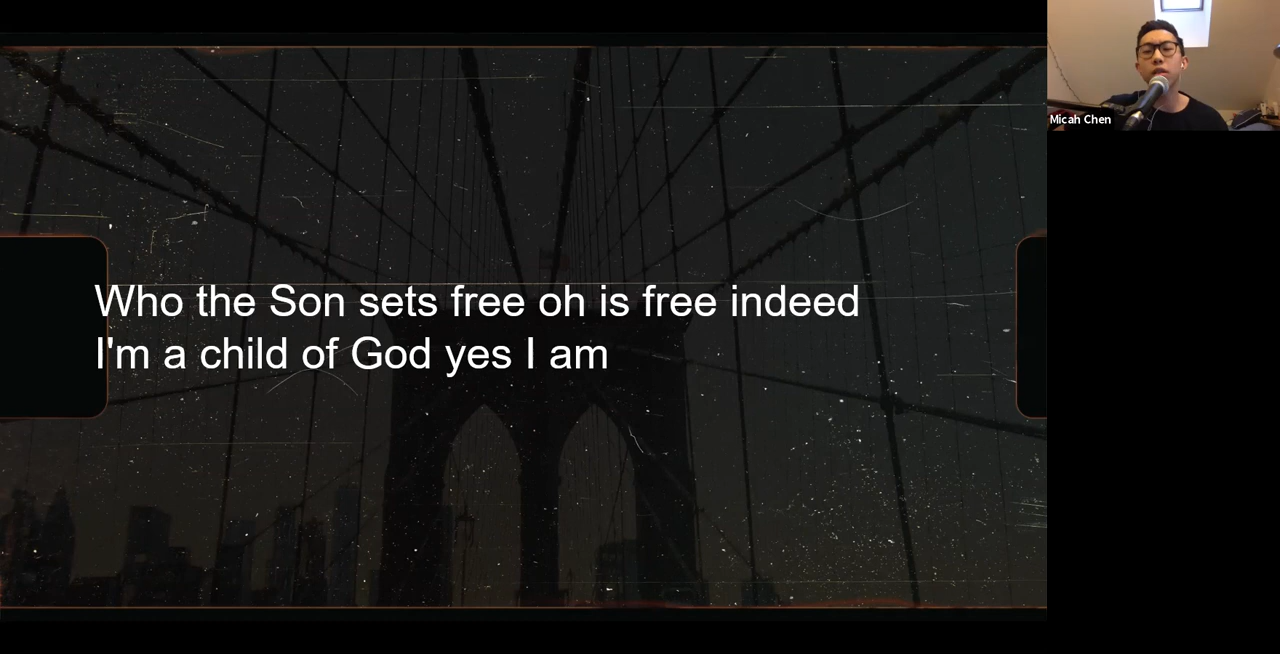 Who the Son sets free oh is free indeed
I'm a child of God yes I am
Micah Chen